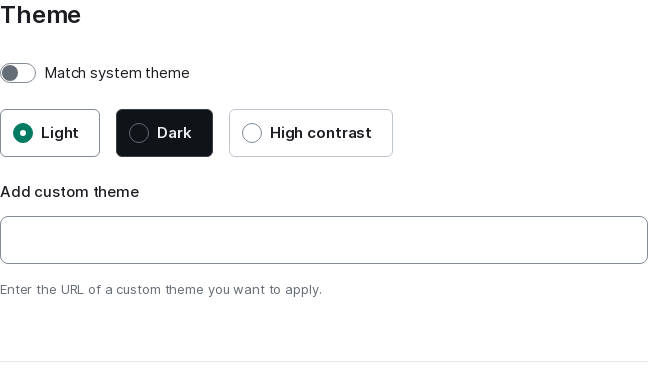 Theme
Match system theme
Light
Dark
High contrast
Add custom theme
Enter the URL of a custom theme you want to apply.